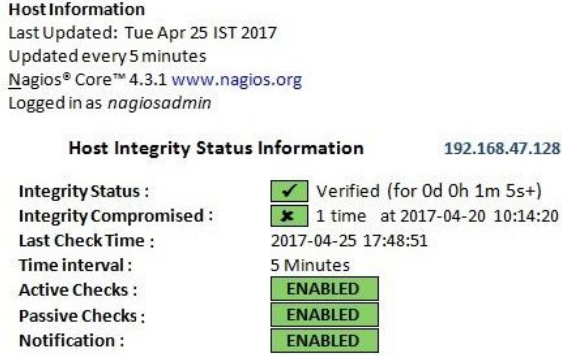 Host Information
Last Updated: Tue Apr 25 IST 2017
Updated every 5 minutes
Nagios® Core™ 4.3.1 www.nagios.org
Logged in as nagiosadmin
Host Integrity Status Information 192.168.47.128
Integrity Status : ✔ Verified (for 0d 0h 1m 5s+)
Integrity Compromised : ✖ 1 time at 2017-04-20 10:14:20
Last Check Time : 2017-04-25 17:48:51
Time interval : 5 Minutes
Active Checks : ENABLED
Passive Checks : ENABLED
Notification : ENABLED